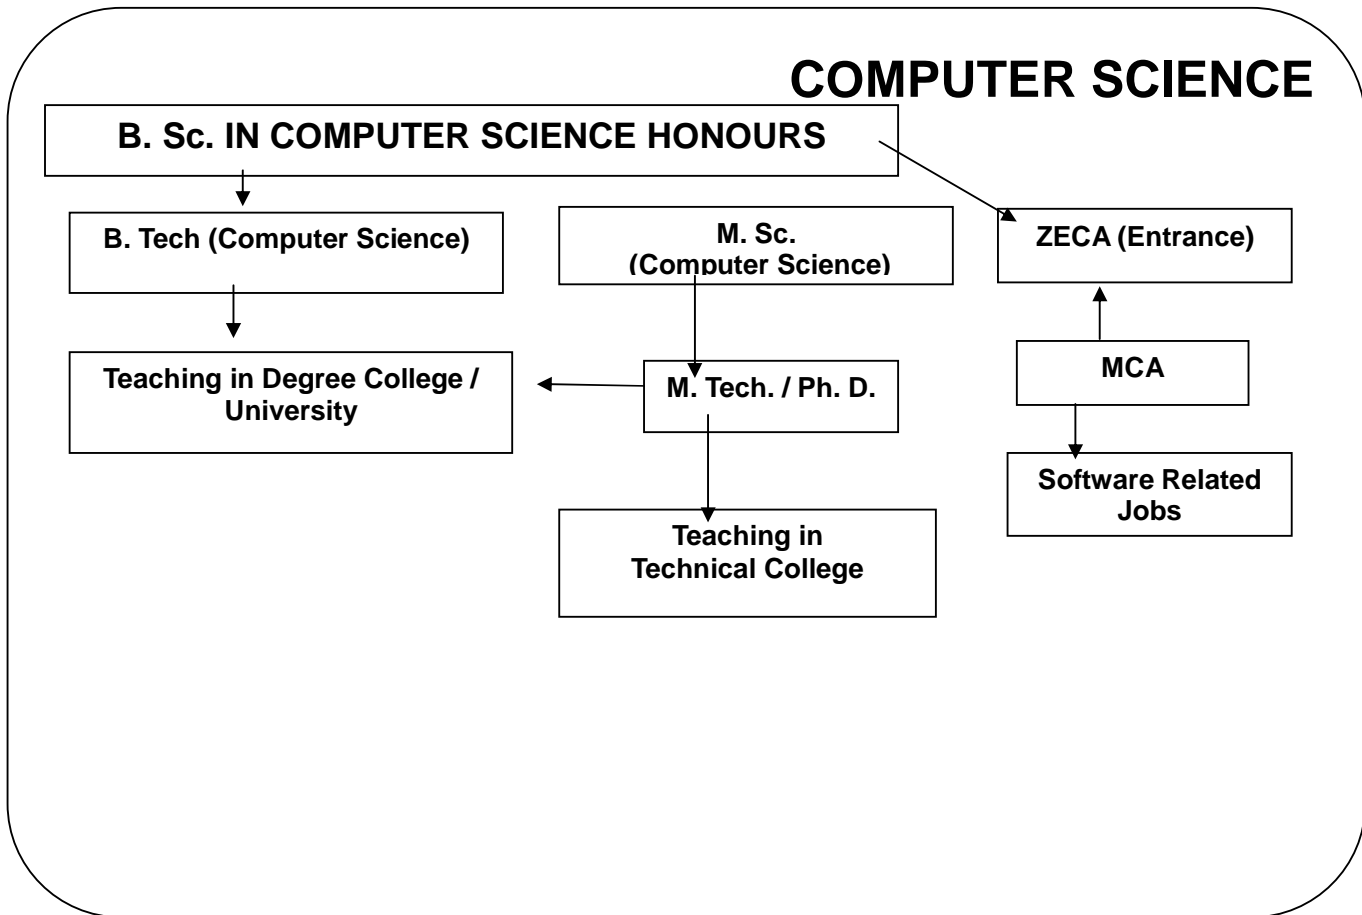 COMPUTER SCIENCE
B. Sc. IN COMPUTER SCIENCE HONOURS
B. Tech (Computer Science)
M. Sc.
(Computer Science)
ZECA (Entrance)
Teaching in Degree College /
University
M. Tech. / Ph. D.
MCA
Software Related
Jobs
Teaching in
Technical College